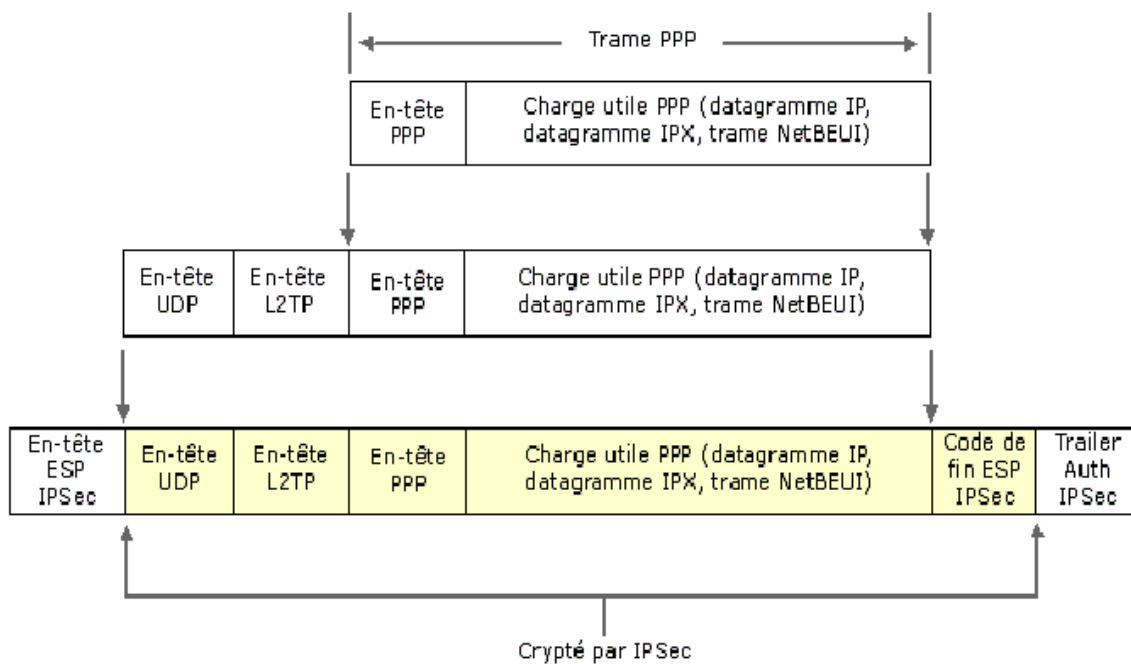 Trame PPP
En-tête
PPP
Charge utile PPP (datagramme IP,
datagramme IPX, trame NetBEUI)
En-tête
UDP
En-tête
L2TP
En-tête
PPP
Charge utile PPP (datagramme IP,
datagramme IPX, trame NetBEUI)
En-tête
ESP
IPSec
En-tête
UDP
En-tête
L2TP
En-tête
PPP
Charge utile PPP (datagramme IP,
datagramme IPX, trame NetBEUI)
Code de
fin ESP
IPSec
Trailer
Auth
IPSec
Crypté par IPSec